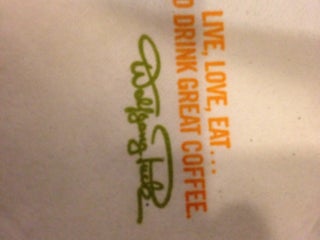 LIVE, LOVE, EAT...
D DRINK GREAT COFFEE.
Wolfgang Puck